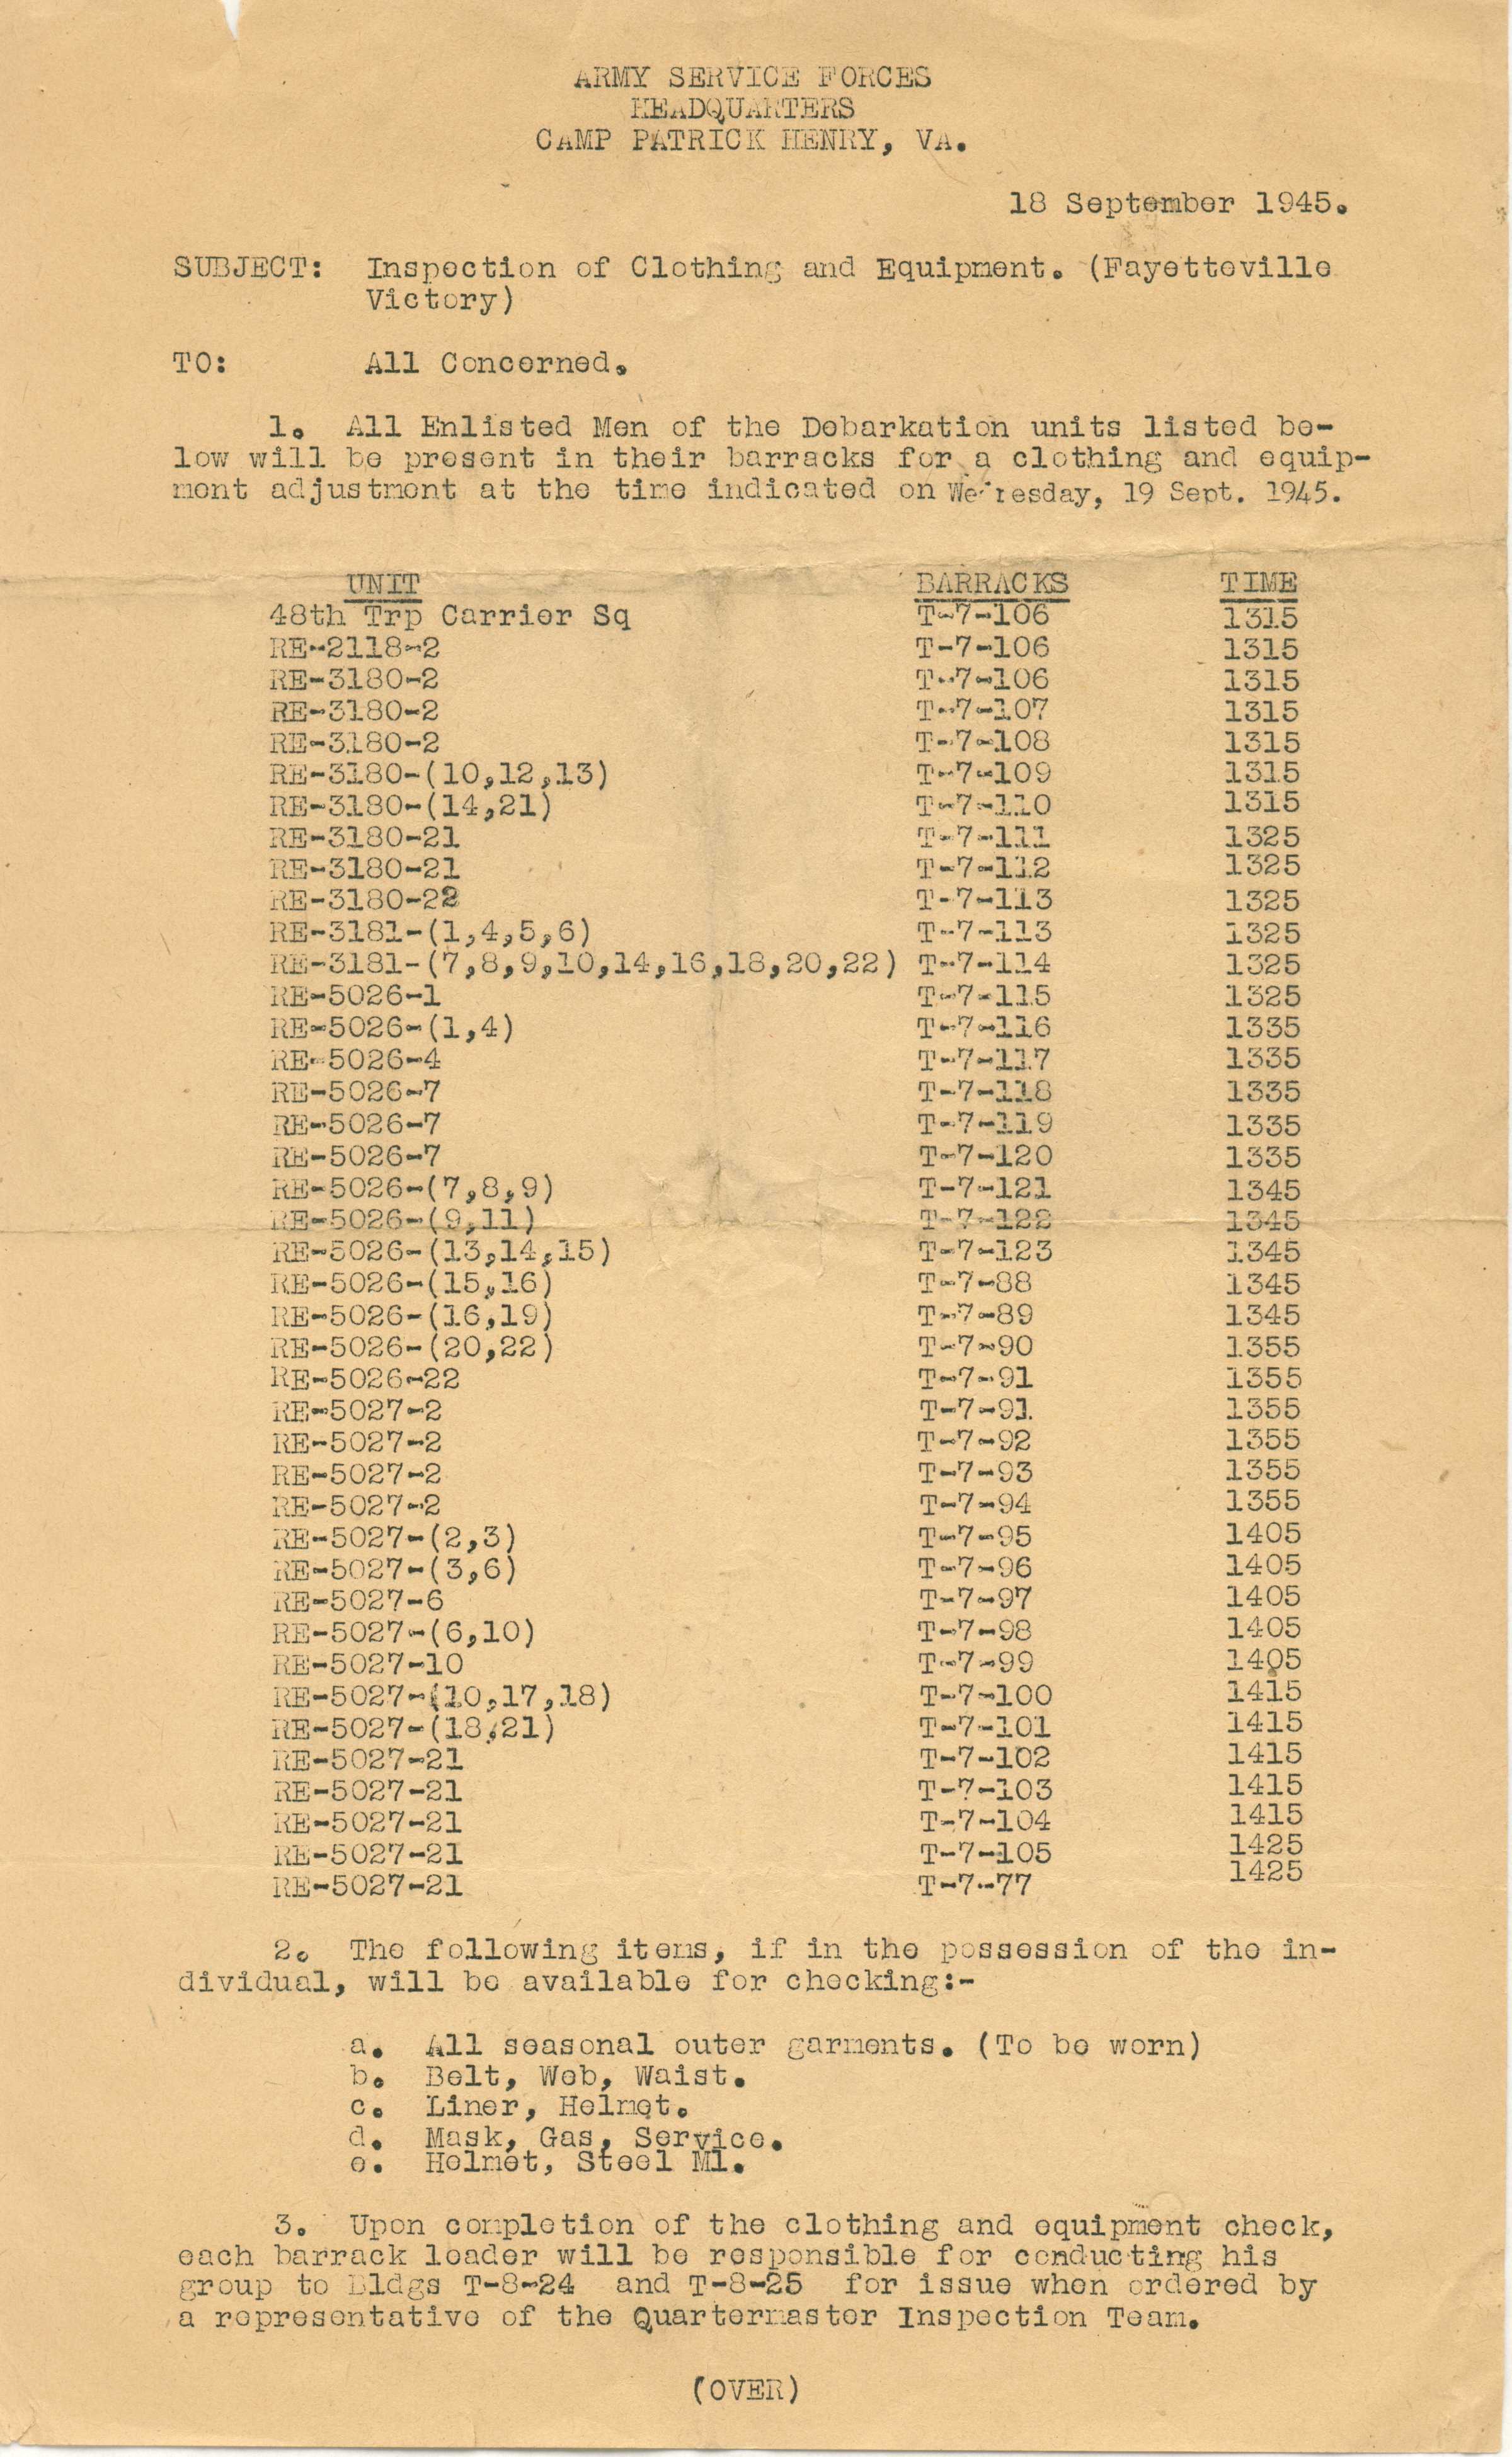 ARMY SERVICE FORCES
HEADQUARTERS
CAMP PATRICK HENRY, VA.
18 September 1945.
SUBJECT: Inspection of Clothing and Equipment. (Fayetteville
Victory)
TO: All Concerned.
1. All Enlisted Men of the Debarkation units listed be-
low will be present in their barracks for a clothing and equip-
ment adjustment at the time indicated on Wednesday, 19 Sept. 1945.
UNIT BARRACKS TIME
48th Trp Carrier Sq T-7-106 1315
RE-2118-2 T-7-106 1315
RE-3180-2 T-7-106 1315
RE-3180-2 T-7-107 1315
RE-3180-2 T-7-108 1315
RE-3180-(10,12,13) T-7-109 1315
RE-3180-(14,21) T-7-110 1315
RE-3180-21 T-7-111 1325
RE-3180-21 T-7-112 1325
RE-3180-22 T-7-113 1325
RE-3181-(1,4,5,6) T-7-113 1325
RE-3181-(7,8,9,10,14,16,18,20,22) T-7-114 1325
RE-5026-1 T-7-115 1325
RE-5026-(1,4) T-7-116 1335
RE-5026-4 T-7-117 1335
RE-5026-7 T-7-118 1335
RE-5026-7 T-7-119 1335
RE-5026-7 T-7-120 1335
RE-5026-(7,8,9) T-7-121 1345
RE-5026-(9,11) T-7-122 1345
RE-5026-(13,14,15) T-7-123 1345
RE-5026-(15,16) T-7-88 1345
RE-5026-(16,19) T-7-89 1345
RE-5026-(20,22) T-7-90 1355
RE-5026-22 T-7-91 1355
RE-5027-2 T-7-91 1355
RE-5027-2 T-7-92 1355
RE-5027-2 T-7-93 1355
RE-5027-2 T-7-94 1355
RE-5027-(2,3) T-7-95 1405
RE-5027-(3,6) T-7-96 1405
RE-5027-6 T-7-97 1405
RE-5027-(6,10) T-7-98 1405
RE-5027-10 T-7-99 1405
RE-5027-(10,17,18) T-7-100 1415
RE-5027-(18,21) T-7-101 1415
RE-5027-21 T-7-102 1415
RE-5027-21 T-7-103 1415
RE-5027-21 T-7-104 1415
RE-5027-21 T-7-105 1425
RE-5027-21 T-7-77 1425
2. The following items, if in the possession of the in-
dividual, will be available for checking:-
a. All seasonal outer garments. (To be worn)
b. Belt, Web, Waist.
c. Liner, Helmet.
d. Mask, Gas, Service.
e. Helmet, Steel M1.
3. Upon completion of the clothing and equipment check,
each barrack leader will be responsible for conducting his
group to Bldgs T-8-24 and T-8-25 for issue when ordered by
a representative of the Quartermaster Inspection Team.
(OVER)